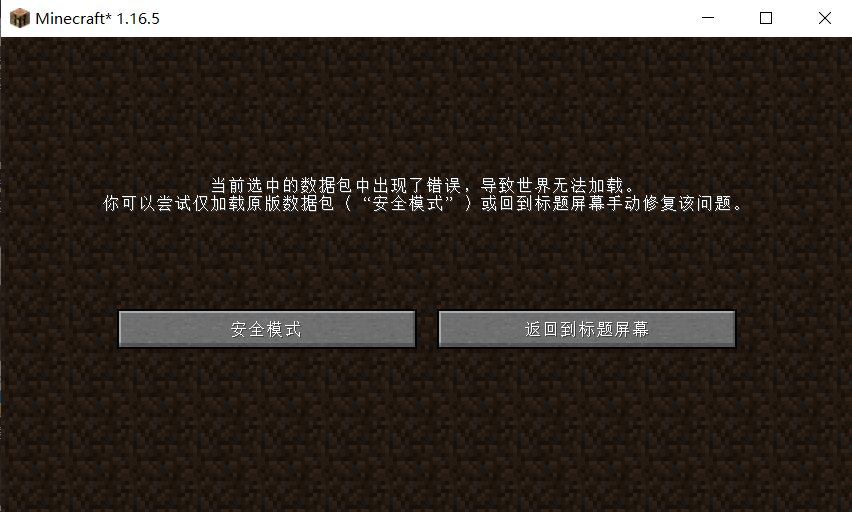 Minecraft* 1.16.5
当前选中的数据包中出现了错误，导致世界无法加载。
你可以尝试仅加载原版数据包（“安全模式”）或回到标题屏幕手动修复该问题。
安全模式
返回到标题屏幕